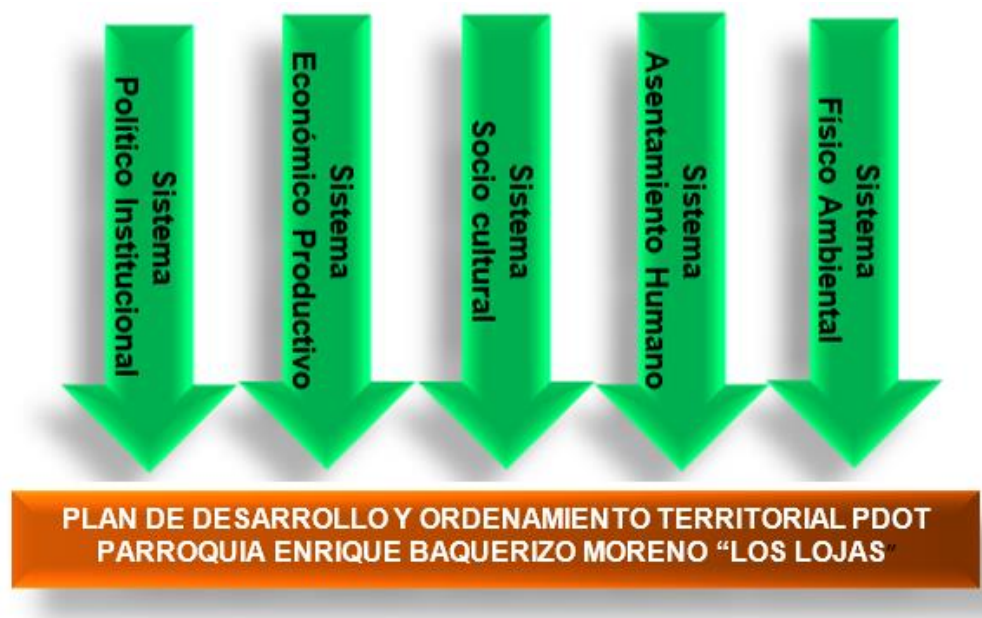 Sistema
Político Institucional
Sistema
Económico Productivo
Sistema
Socio cultural
Sistema
Asentamiento Humano
Sistema
Físico Ambiental
PLAN DE DESARROLLO Y ORDENAMIENTO TERRITORIAL PDOT
PARROQUIA ENRIQUE BAQUERIZO MORENO “LOS LOJAS”